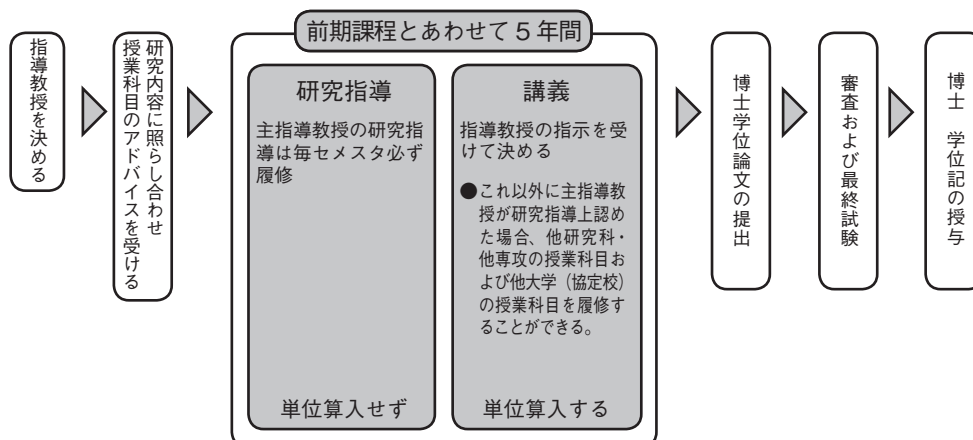 指導教授を決める
研究内容に照らし合わせ
授業科目のアドバイスを受ける
前期課程とあわせて5年間
研究指導
主指導教授の研究指
導は毎セメスタ必ず
履修
単位算入せず
講義
指導教授の指示を受
けて決める
●これ以外に主指導教
授が研究指導上認め
た場合、他研究科・
他専攻の授業科目お
よび他大学（協定校）
の授業科目を履修す
ることができる。
単位算入する
博士学位論文の提出
審査および最終試験
博士 学位記の授与